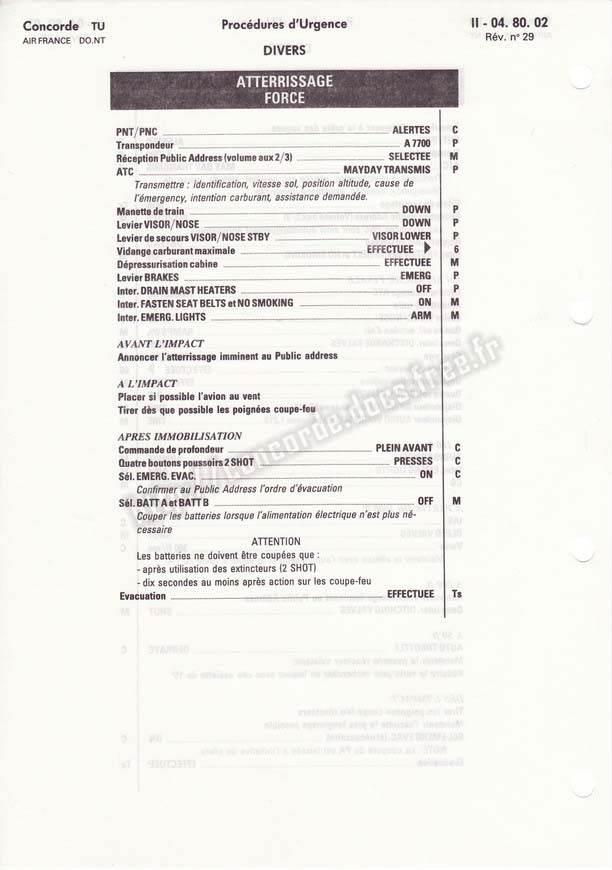 Concorde TU
AIR FRANCE DO.NT
Procédures d'Urgence
DIVERS
II - 04. 80. 02
Rév. n° 29
ATTERRISSAGE
FORCE
PNT/PNC ALERTES C
Transpondeur A 7700 P
Réception Public Address (volume aux 2/3) SELECTEE M
ATC MAYDAY TRANSMIS P
Transmettre : identification, vitesse sol, position altitude, cause de
l'émergency, intention carburant, assistance demandée.
Manette de train DOWN P
Levier VISOR/NOSE DOWN P
Levier de secours VISOR/NOSE STBY VISOR LOWER P
Vidange carburant maximale EFFECTUEE 6
Dépressurisation cabine EFFECTUEE M
Levier BRAKES EMERG P
Inter. DRAIN MAST HEATERS OFF P
Inter. FASTEN SEAT BELTS et NO SMOKING ON M
Inter. EMERG. LIGHTS ARM M
AVANT L'IMPACT
Annoncer l'atterrissage imminent au Public address
A L'IMPACT
Placer si possible l'avion au vent
Tirer dès que possible les poignées coupe-feu
APRES IMMOBILISATION
Commande de profondeur PLEIN AVANT C
Quatre boutons poussoirs 2 SHOT PRESSES C
Sél. EMERG. EVAC. ON C
Confirmer au Public Address l'ordre d'évacuation
Sél. BATT A et BATT B OFF M
Couper les batteries lorsque l'alimentation électrique n'est plus né-
cessaire
ATTENTION
Les batteries ne doivent être coupées que :
- après utilisation des extincteurs (2 SHOT)
- dix secondes au moins après action sur les coupe-feu
Evacuation EFFECTUEE Ts